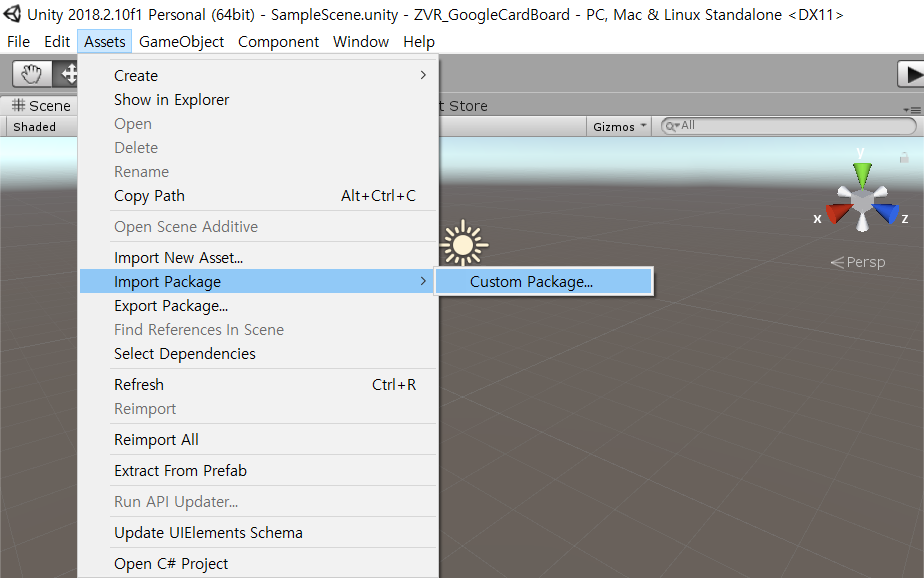 Unity 2018.2.10f1 Personal (64bit) - SampleScene.unity - ZVR_GoogleCardBoard - PC, Mac & Linux Standalone <DX11>
File Edit Assets GameObject Component Window Help
Scene
t Store
Shaded
Gizmos
All
Create
Show in Explorer
Open
Delete
Rename
Copy Path Alt+Ctrl+C
Open Scene Additive
Import New Asset...
Import Package
Custom Package...
Export Package...
Find References In Scene
Select Dependencies
Refresh Ctrl+R
Reimport
Reimport All
Extract From Prefab
Run API Updater...
Update UIElements Schema
Open C# Project
y
x
z
Persp